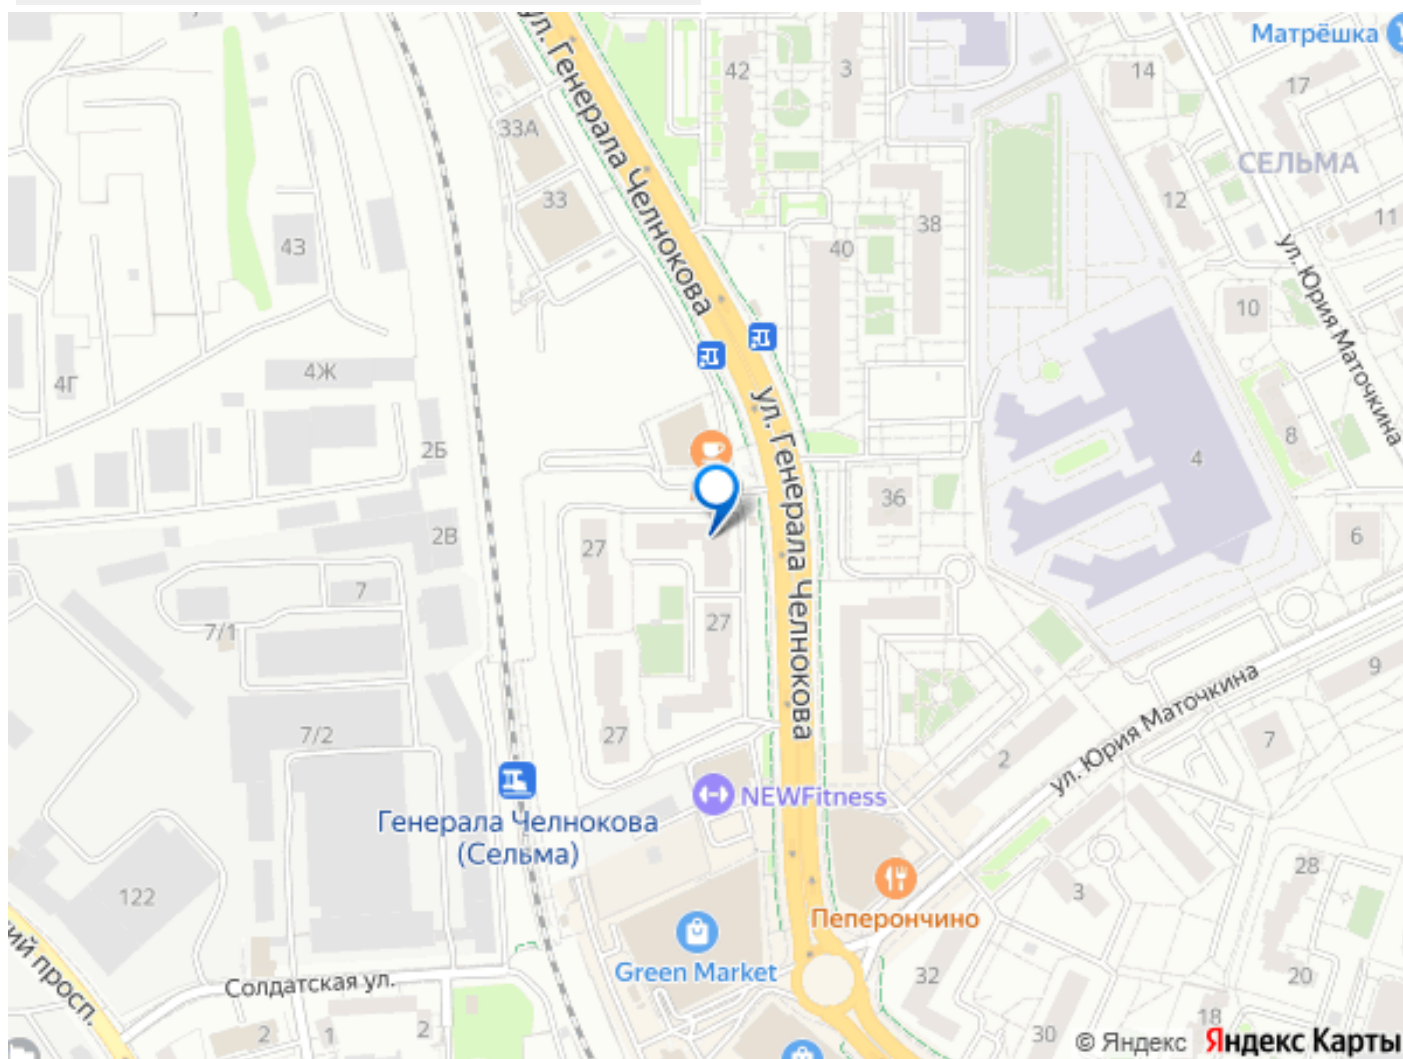 ул. Генерала Челнокова
Матрёшка
42
3
14
17
33А
СЕЛЬМА
33
12
38
11
43
40
ул. Юрия Маточкина
10
4Ж
4Г
ул. Генерала Челнокова
8
2Б
4
36
2В
27
6
7
27
7/1
9
ул. Юрия Маточкина
27
7/2
7
2
NEWFitness
Генерала Челнокова
(Сельма)
28
122
3
Пеперончино
ий просп.
Green Market
Солдатская ул.
32
20
18
2
1
2
30
© Яндекс Яндекс Карты